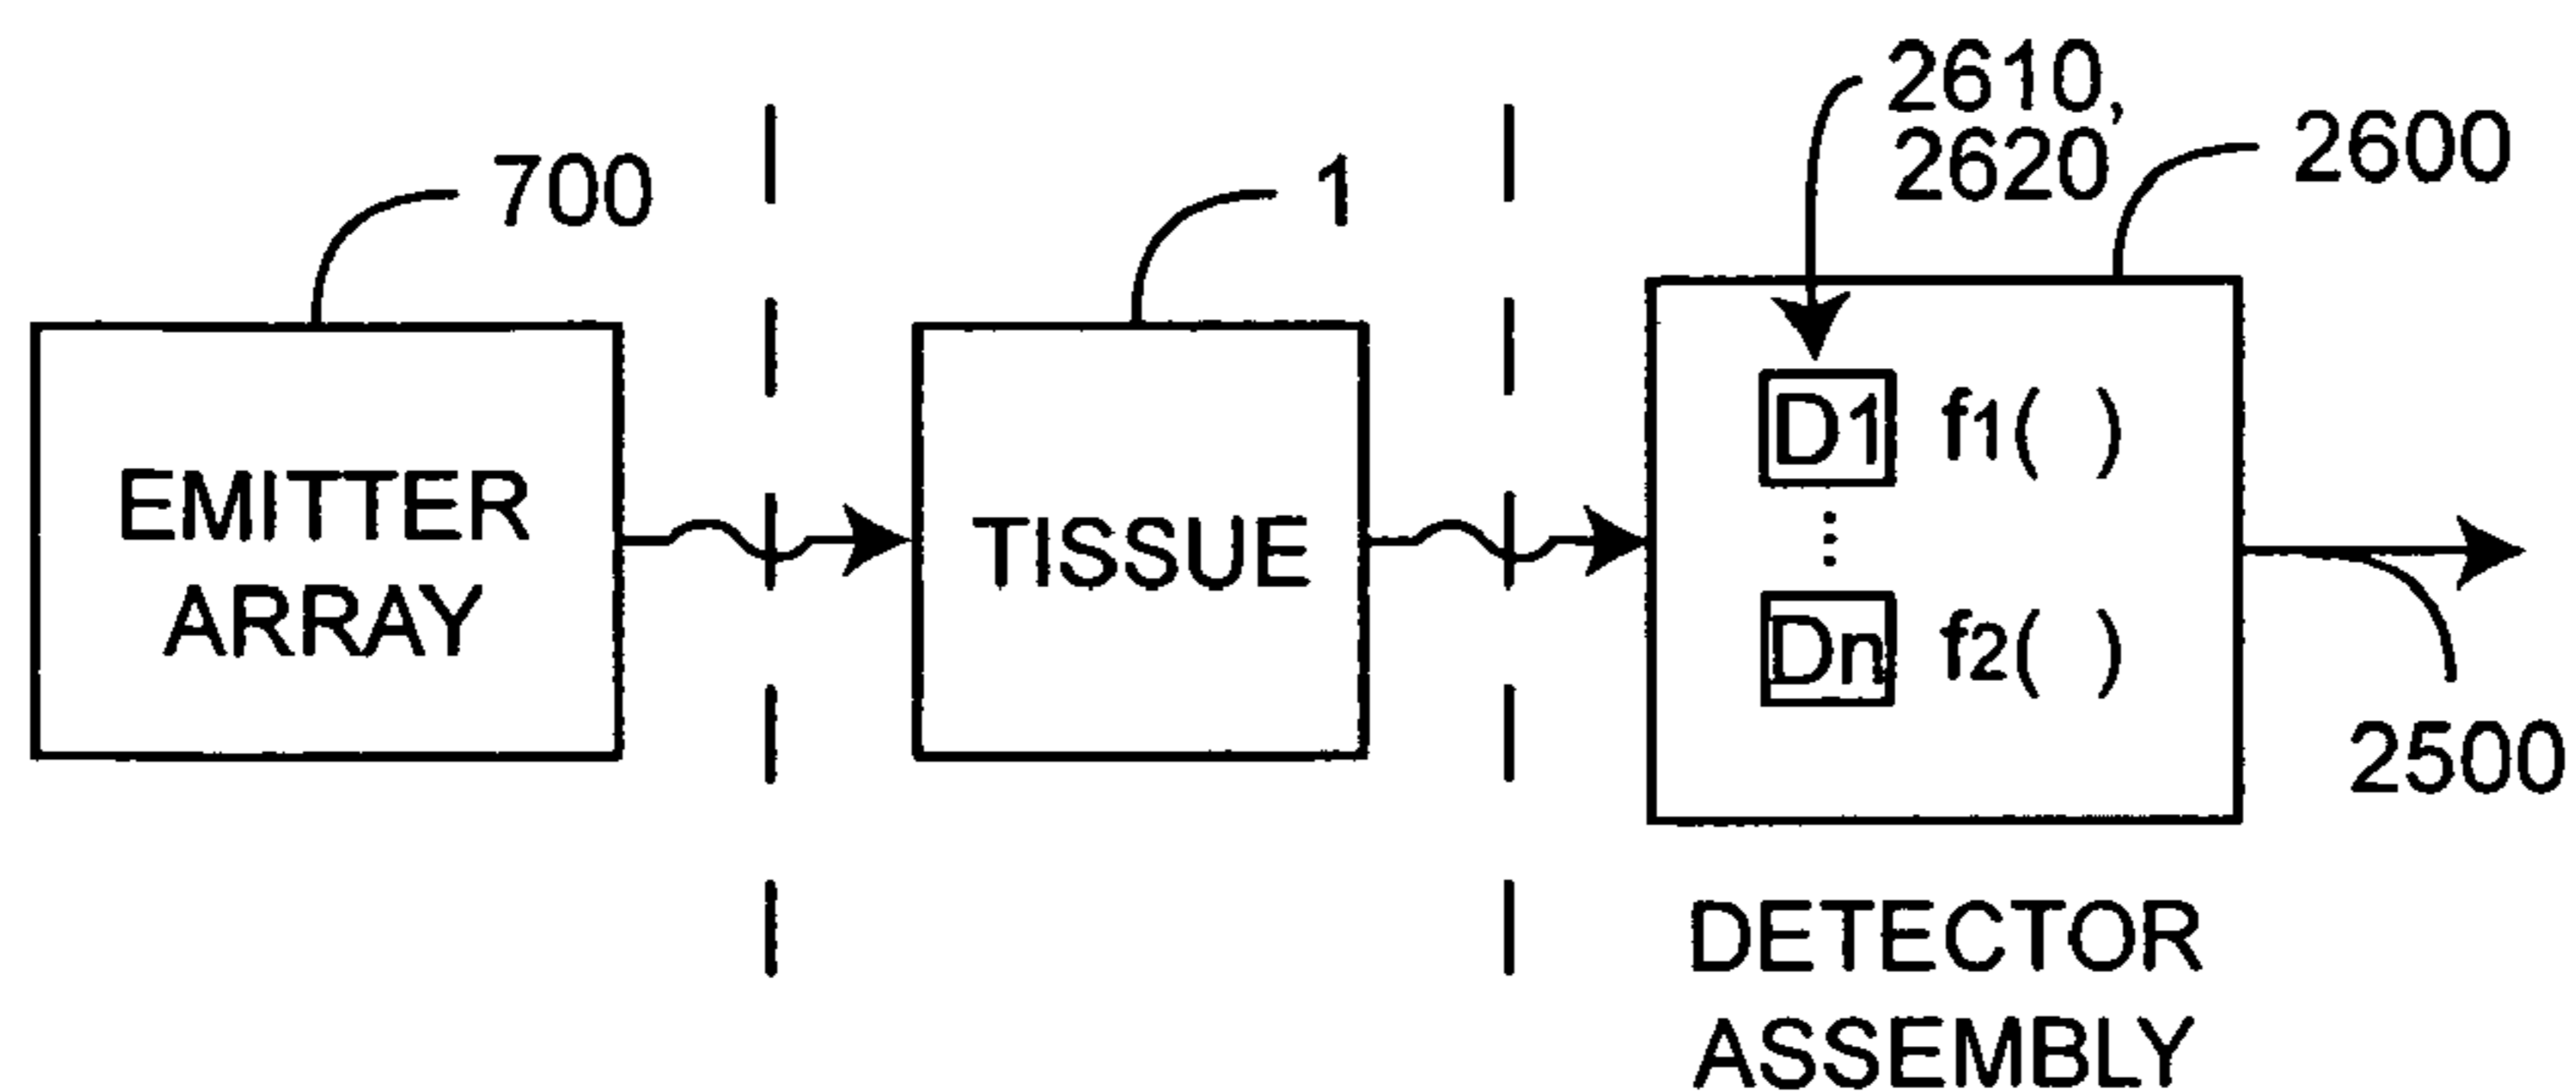 700
1
2610,
2620
2600
EMITTER
ARRAY
TISSUE
D1 f1( )
Dn f2( )
2500
DETECTOR
ASSEMBLY